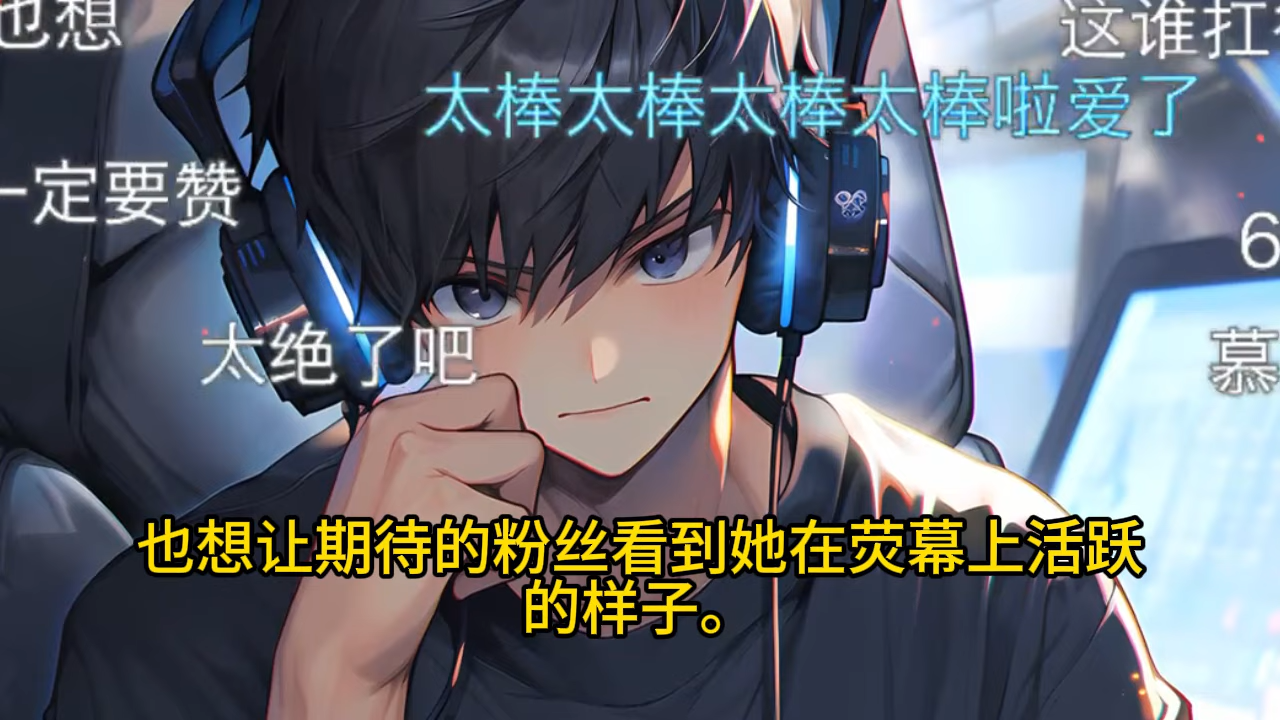 也想
这谁扛
太棒太棒太棒太棒啦爱了
一定要赞
6
太绝了吧
慕
也想让期待的粉丝看到她在荧幕上活跃
的样子。